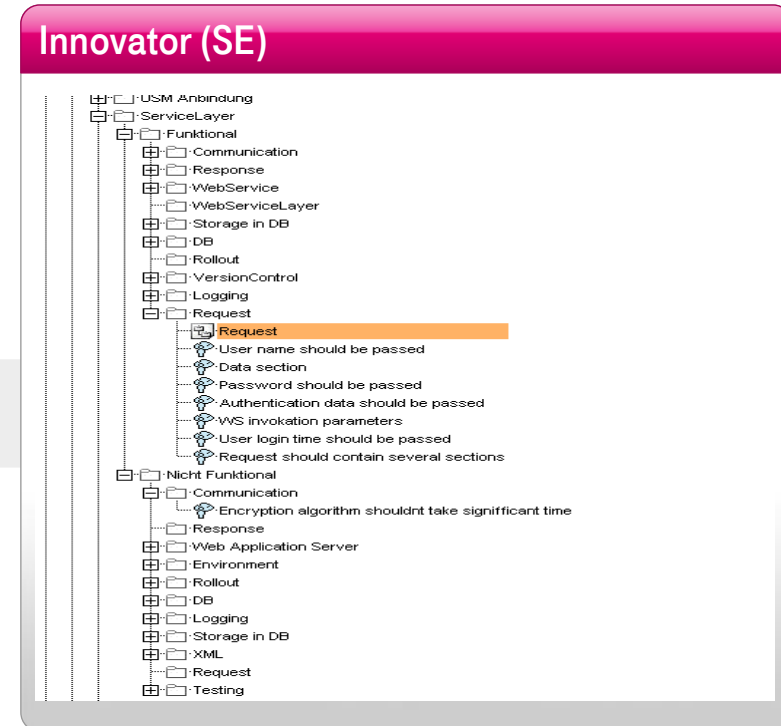 Innovator (SE)
USM Anbindung
ServiceLayer
Funktional
Communication
Response
WebService
WebServiceLayer
Storage in DB
DB
Rollout
VersionControl
Logging
Request
Request
User name should be passed
Data section
Password should be passed
Authentication data should be passed
WS invokation parameters
User login time should be passed
Request should contain several sections
Nicht Funktional
Communication
Encryption algorithm shouldnt take signifficant time
Response
Web Application Server
Environment
Rollout
DB
Logging
Storage in DB
XML
Request
Testing